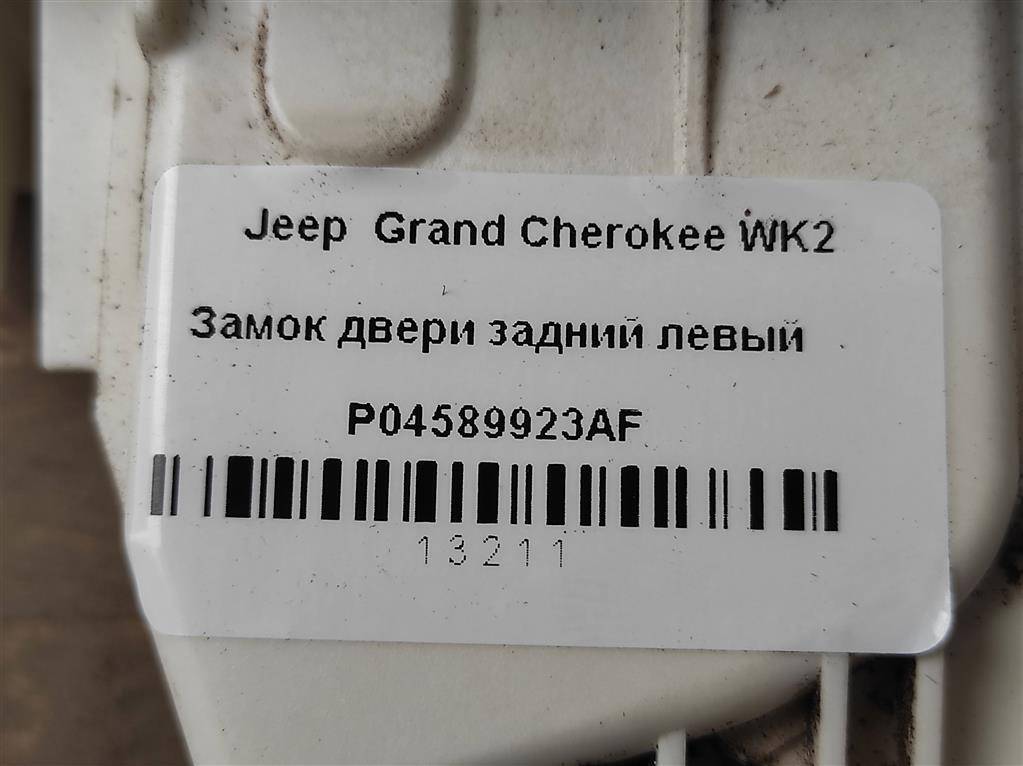 Jeep Grand Cherokee WK2
Замок двери задний левый
P04589923AF
13211